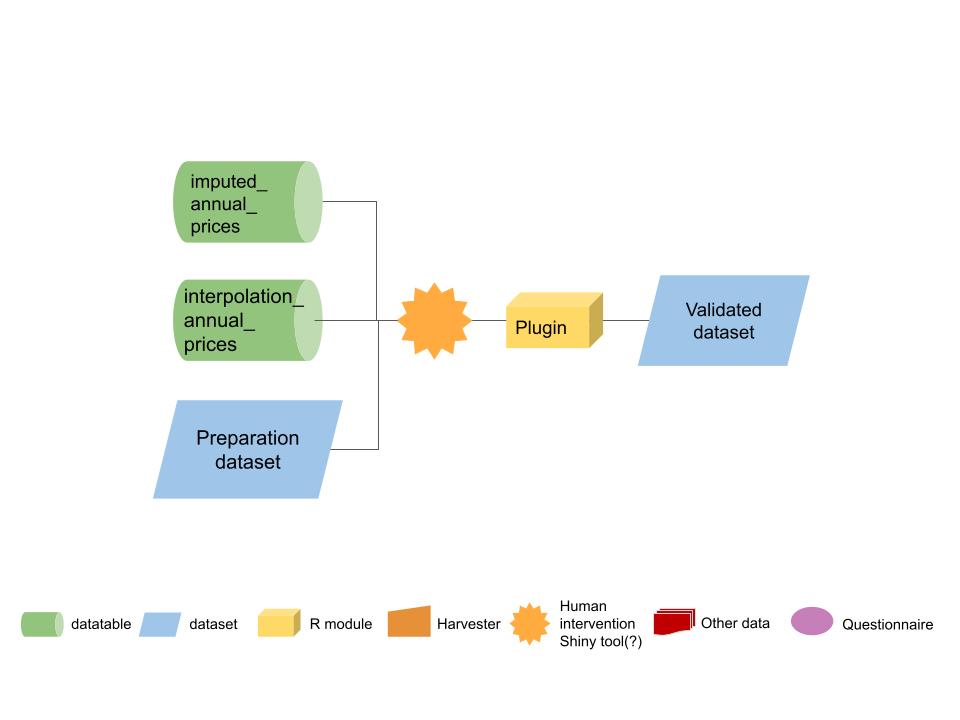 imputed_
annual_
prices
interpolation_
annual_
prices
Preparation
dataset
Plugin
Validated
dataset
datatable
dataset
R module
Harvester
Human
intervention
Shiny tool(?)
Other data
Questionnaire